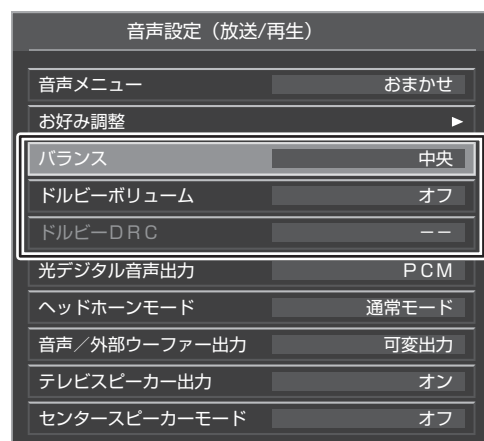 音声設定（放送/再生）
音声メニュー おまかせ
お好み調整 ▶
バランス 中央
ドルビーボリューム オフ
ドルビーＤＲＣ －－
光デジタル音声出力 ＰＣＭ
ヘッドホーンモード 通常モード
音声／外部ウーファー出力 可変出力
テレビスピーカー出力 オン
センタースピーカーモード オフ